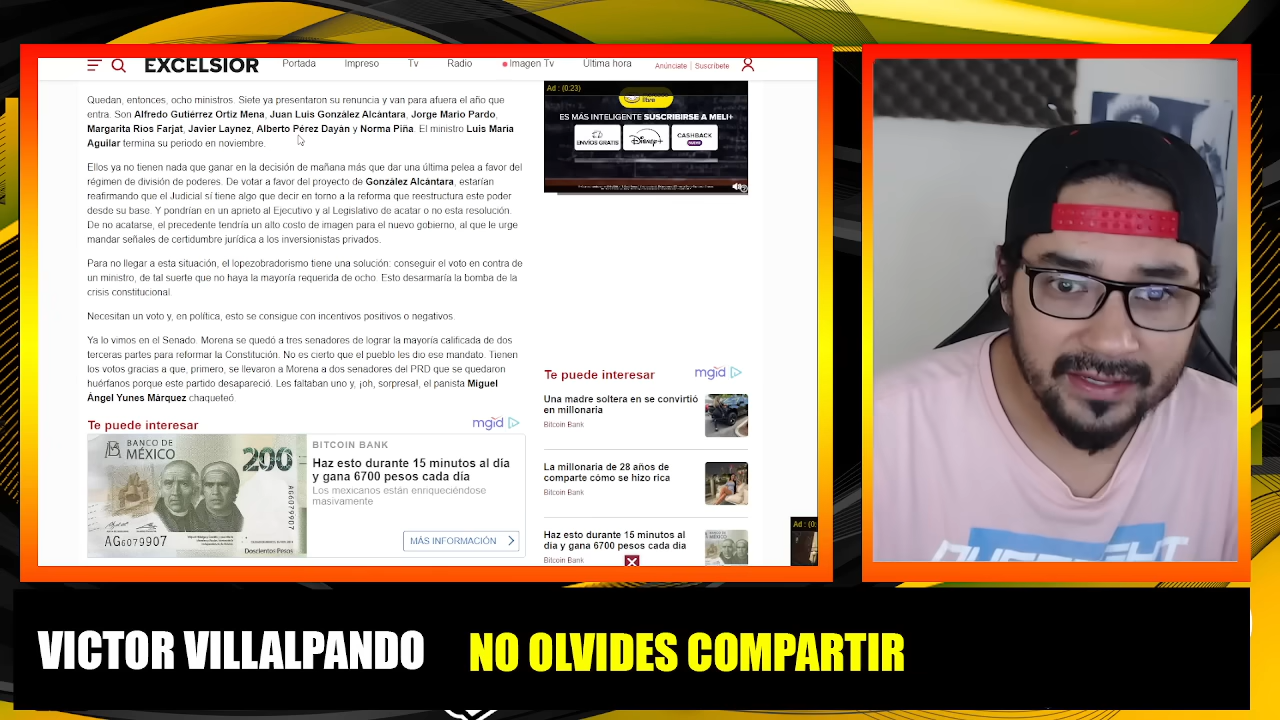 EXCELSIOR
Portada
Impreso
Tv
Radio
Imagen Tv
Última hora
Anúnciate | Suscríbete
Quedan, entonces, ocho ministros. Siete ya presentaron su renuncia y van para afuera el año que
entra. Son Alfredo Gutiérrez Ortiz Mena, Juan Luis González Alcántara, Jorge Mario Pardo,
Margarita Ríos Farjat, Javier Laynez, Alberto Pérez Dayán y Norma Piña. El ministro Luis María
Aguilar termina su periodo en noviembre.
Ellos ya no tienen nada que ganar en la decisión de mañana más que dar una última pelea a favor del
régimen de división de poderes. De votar a favor del proyecto de González Alcántara, estarían
reafirmando que el Judicial sí tiene algo que decir en torno a la reforma que reestructura este poder
desde su base. Y pondrían en un aprieto al Ejecutivo y al Legislativo de acatar o no esta resolución.
De no acatarse, el precedente tendría un alto costo de imagen para el nuevo gobierno, al que le urge
mandar señales de certidumbre jurídica a los inversionistas privados.
Para no llegar a esta situación, el lopezobradorismo tiene una solución: conseguir el voto en contra de
un ministro, de tal suerte que no haya la mayoría requerida de ocho. Esto desarmaría la bomba de la
crisis constitucional.
Necesitan un voto y, en política, esto se consigue con incentivos positivos o negativos.
Ya lo vimos en el Senado. Morena se quedó a tres senadores de lograr la mayoría calificada de dos
terceras partes para reformar la Constitución. No es cierto que el pueblo les dio ese mandato. Tienen
los votos gracias a que, primero, se llevaron a Morena a dos senadores del PRD que se quedaron
huérfanos porque este partido desapareció. Les faltaban uno y, ¡oh, sorpresa!, el panista Miguel
Ángel Yunes Márquez chaqueteó.
Te puede interesar
mgid
BANCO DE
MÉXICO
200
AG6079907
AG6079907
Doscientos Pesos
BITCOIN BANK
Haz esto durante 15 minutos al día
y gana 6700 pesos cada día
Los mexicanos están enriqueciéndose
masivamente
MÁS INFORMACIÓN
Ad : (0:23)
libre
ES MÁS INTELIGENTE SUSCRIBIRSE A MELI+
ENVÍOS GRATIS
Disney+
CASHBACK
NUEVO
Te puede interesar
mgid
Una madre soltera en se convirtió
en millonaria
Bitcoin Bank
La millonaria de 28 años de
comparte cómo se hizo rica
Bitcoin Bank
Haz esto durante 15 minutos al
día y gana 6700 pesos cada día
Bitcoin Bank
Ad : (0:
VICTOR VILLALPANDO
NO OLVIDES COMPARTIR